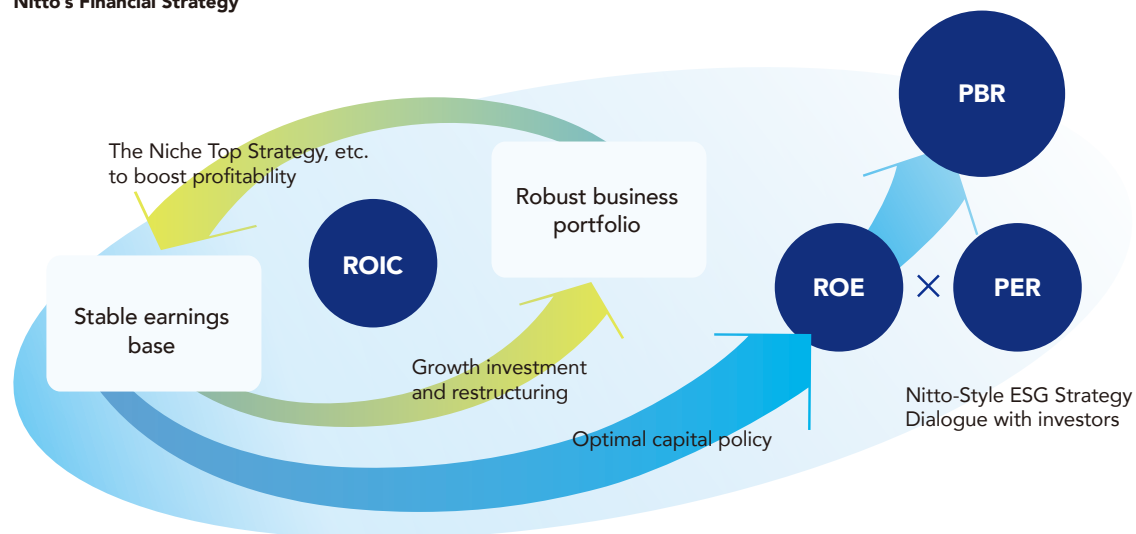 Nitto's Financial Strategy
PBR
The Niche Top Strategy, etc.
to boost profitability
Robust business
portfolio
ROIC
ROE
×
PER
Stable earnings
base
Growth investment
and restructuring
Nitto-Style ESG Strategy
Dialogue with investors
Optimal capital policy